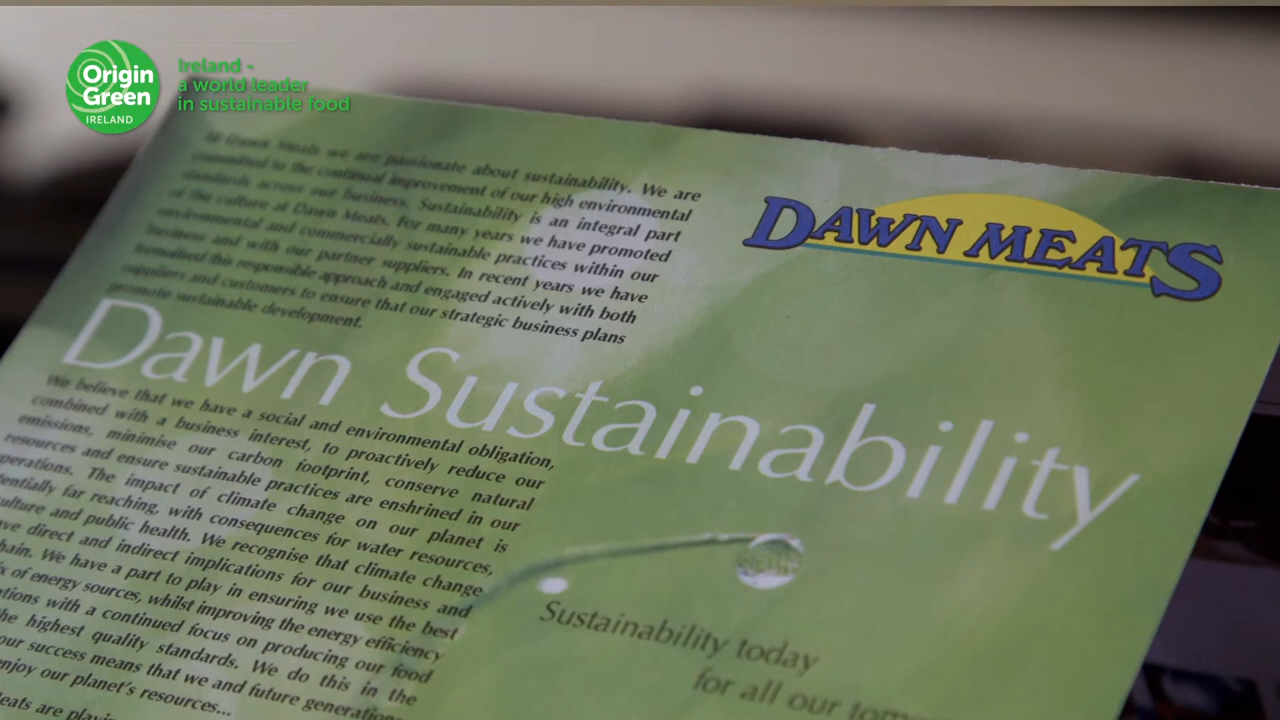 Origin
Green
IRELAND
Ireland -
a world leader
in sustainable food
At Dawn Meats we are passionate about sustainability. We are
committed to the continual improvement of our high environmental
standards across our business. Sustainability is an integral part
of the culture at Dawn Meats. For many years we have promoted
environmental and commercially sustainable practices within our
business and with our partner suppliers. In recent years we have
formalised this responsible approach and engaged actively with both
suppliers and customers to ensure that our strategic business plans
promote sustainable development.
DAWN MEATS
Dawn Sustainability
We believe that we have a social and environmental obligation,
combined with a business interest, to proactively reduce our
emissions, minimise our carbon footprint, conserve natural
resources and ensure sustainable practices are enshrined in our
operations. The impact of climate change on our planet is
far reaching, with consequences for water resources,
and public health. We recognise that climate change
direct and indirect implications for our business and
We have a part to play in ensuring we use the best
of energy sources, whilst improving the energy efficiency
with a continued focus on producing our food
highest quality standards. We do this in the
our success means that we and future generations
enjoy our planet's resources...
Sustainability today
for all our